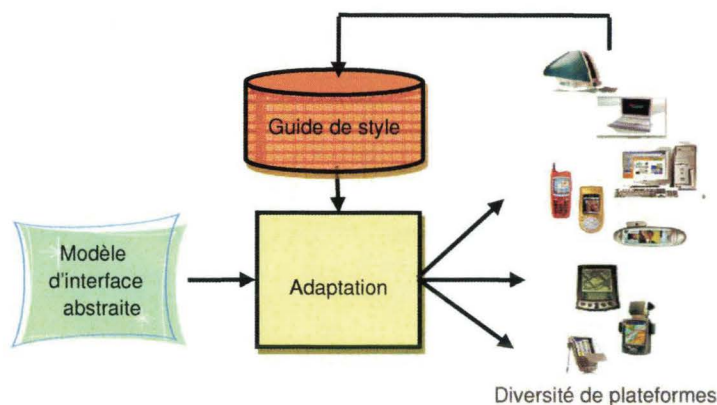 Guide de style
Modèle
d'interface
abstraite
Adaptation
Diversité de plateformes